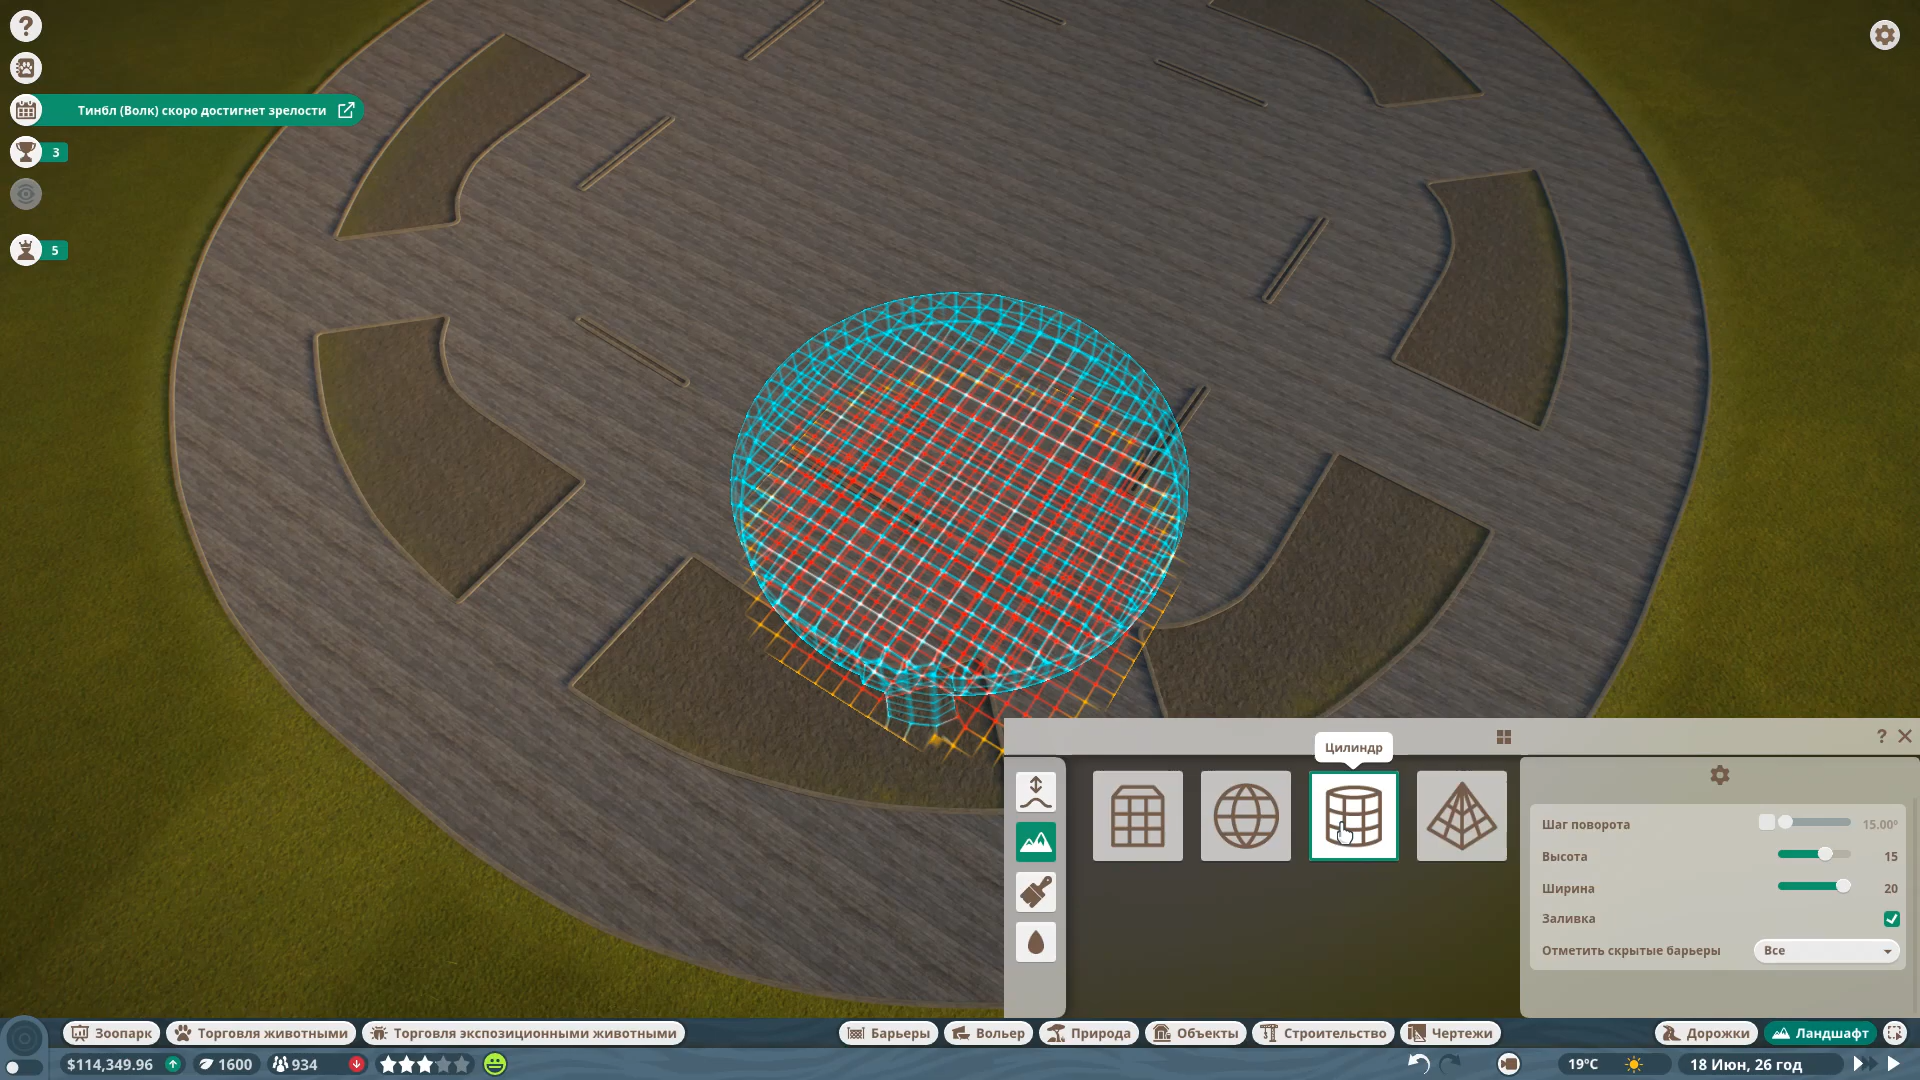 ?
Тинбл (Волк) скоро достигнет зрелости
3
5
? ✕
Цилиндр
Шаг поворота 15.00°
Высота 15
Ширина 20
Заливка
Отметить скрытые барьеры Все
Зоопарк Торговля животными Торговля экспозиционными животными Барьеры Вольер Природа Объекты Строительство Чертежи Дорожки Ландшафт
$114,349.96 1600 934 19°C 18 Июн, 26 год